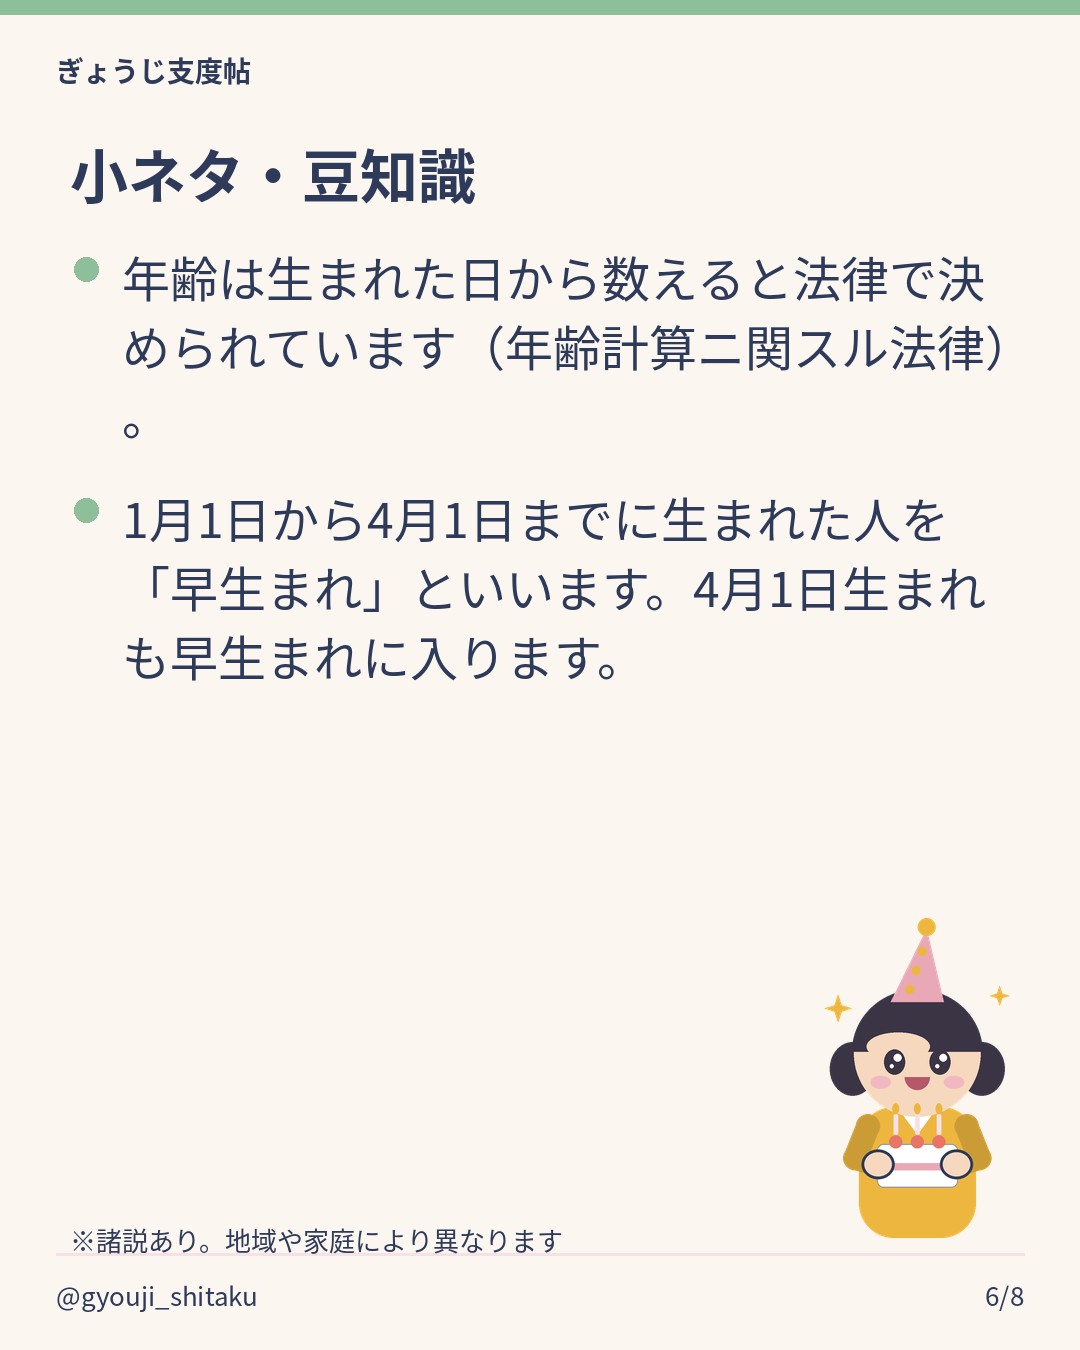 ぎょうじ支度帖
小ネタ・豆知識
年齢は生まれた日から数えると法律で決
められています（年齢計算ニ関スル法律）
。
1月1日から4月1日までに生まれた人を
「早生まれ」といいます。4月1日生まれ
も早生まれに入ります。
※諸説あり。地域や家庭により異なります
@gyouji_shitaku
6/8